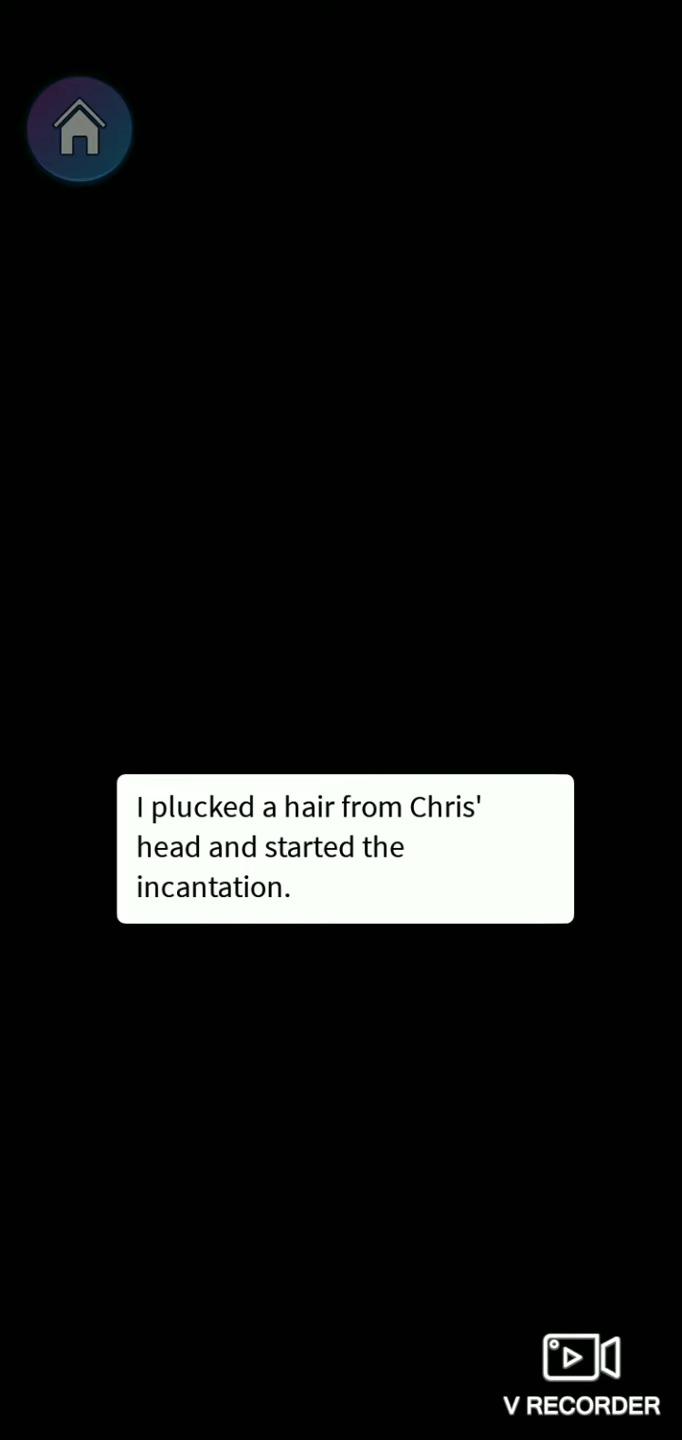 I plucked a hair from Chris'
head and started the
incantation.
V RECORDER